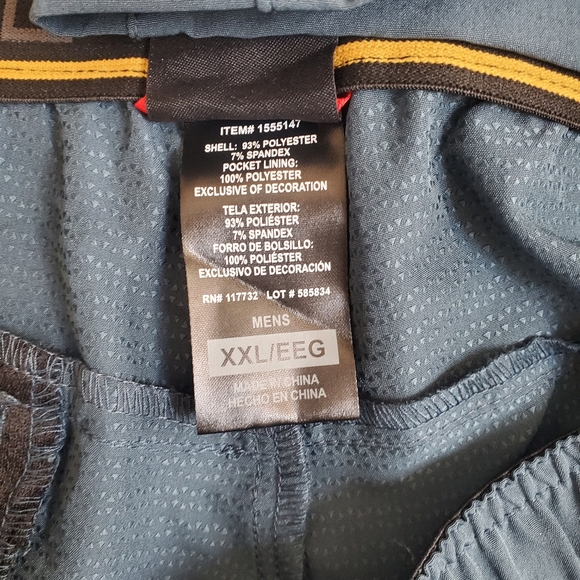 ITEM# 1555147
SHELL: 93% POLYESTER
7% SPANDEX
POCKET LINING:
100% POLYESTER
EXCLUSIVE OF DECORATION
TELA EXTERIOR:
93% POLIÉSTER
7% SPANDEX
FORRO DE BOLSILLO:
100% POLIÉSTER
EXCLUSIVO DE DECORACIÓN
RN# 117732 LOT # 585834
MENS
XXL/EEG
MADE IN CHINA
HECHO EN CHINA